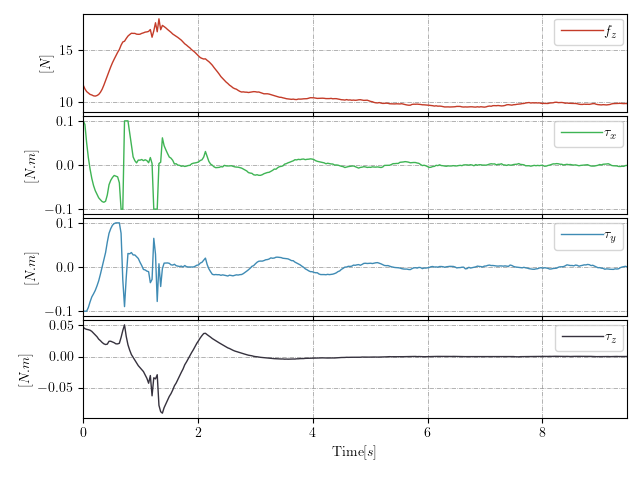 f_z
[N]
15
10
τ_x
[N.m]
0.1
0.0
−0.1
τ_y
[N.m]
0.1
0.0
−0.1
τ_z
[N.m]
0.05
0.00
−0.05
0 2 4 6 8
Time[s]